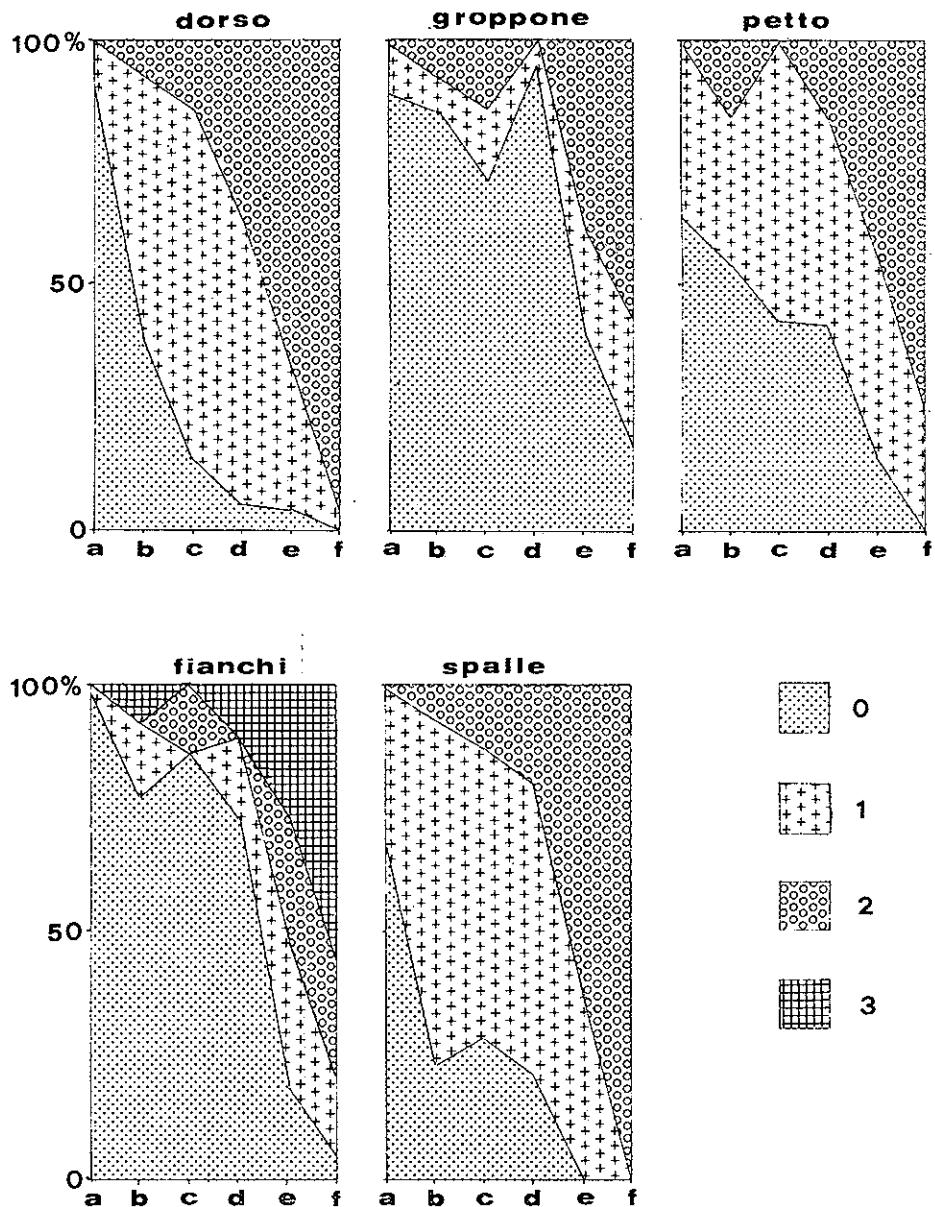 dorso
groppone
petto
100%
50
0
a b c d e f
a b c d e f
a b c d e f
fianchi
spalle
100%
50
0
a b c d e f
a b c d e f
0
1
2
3